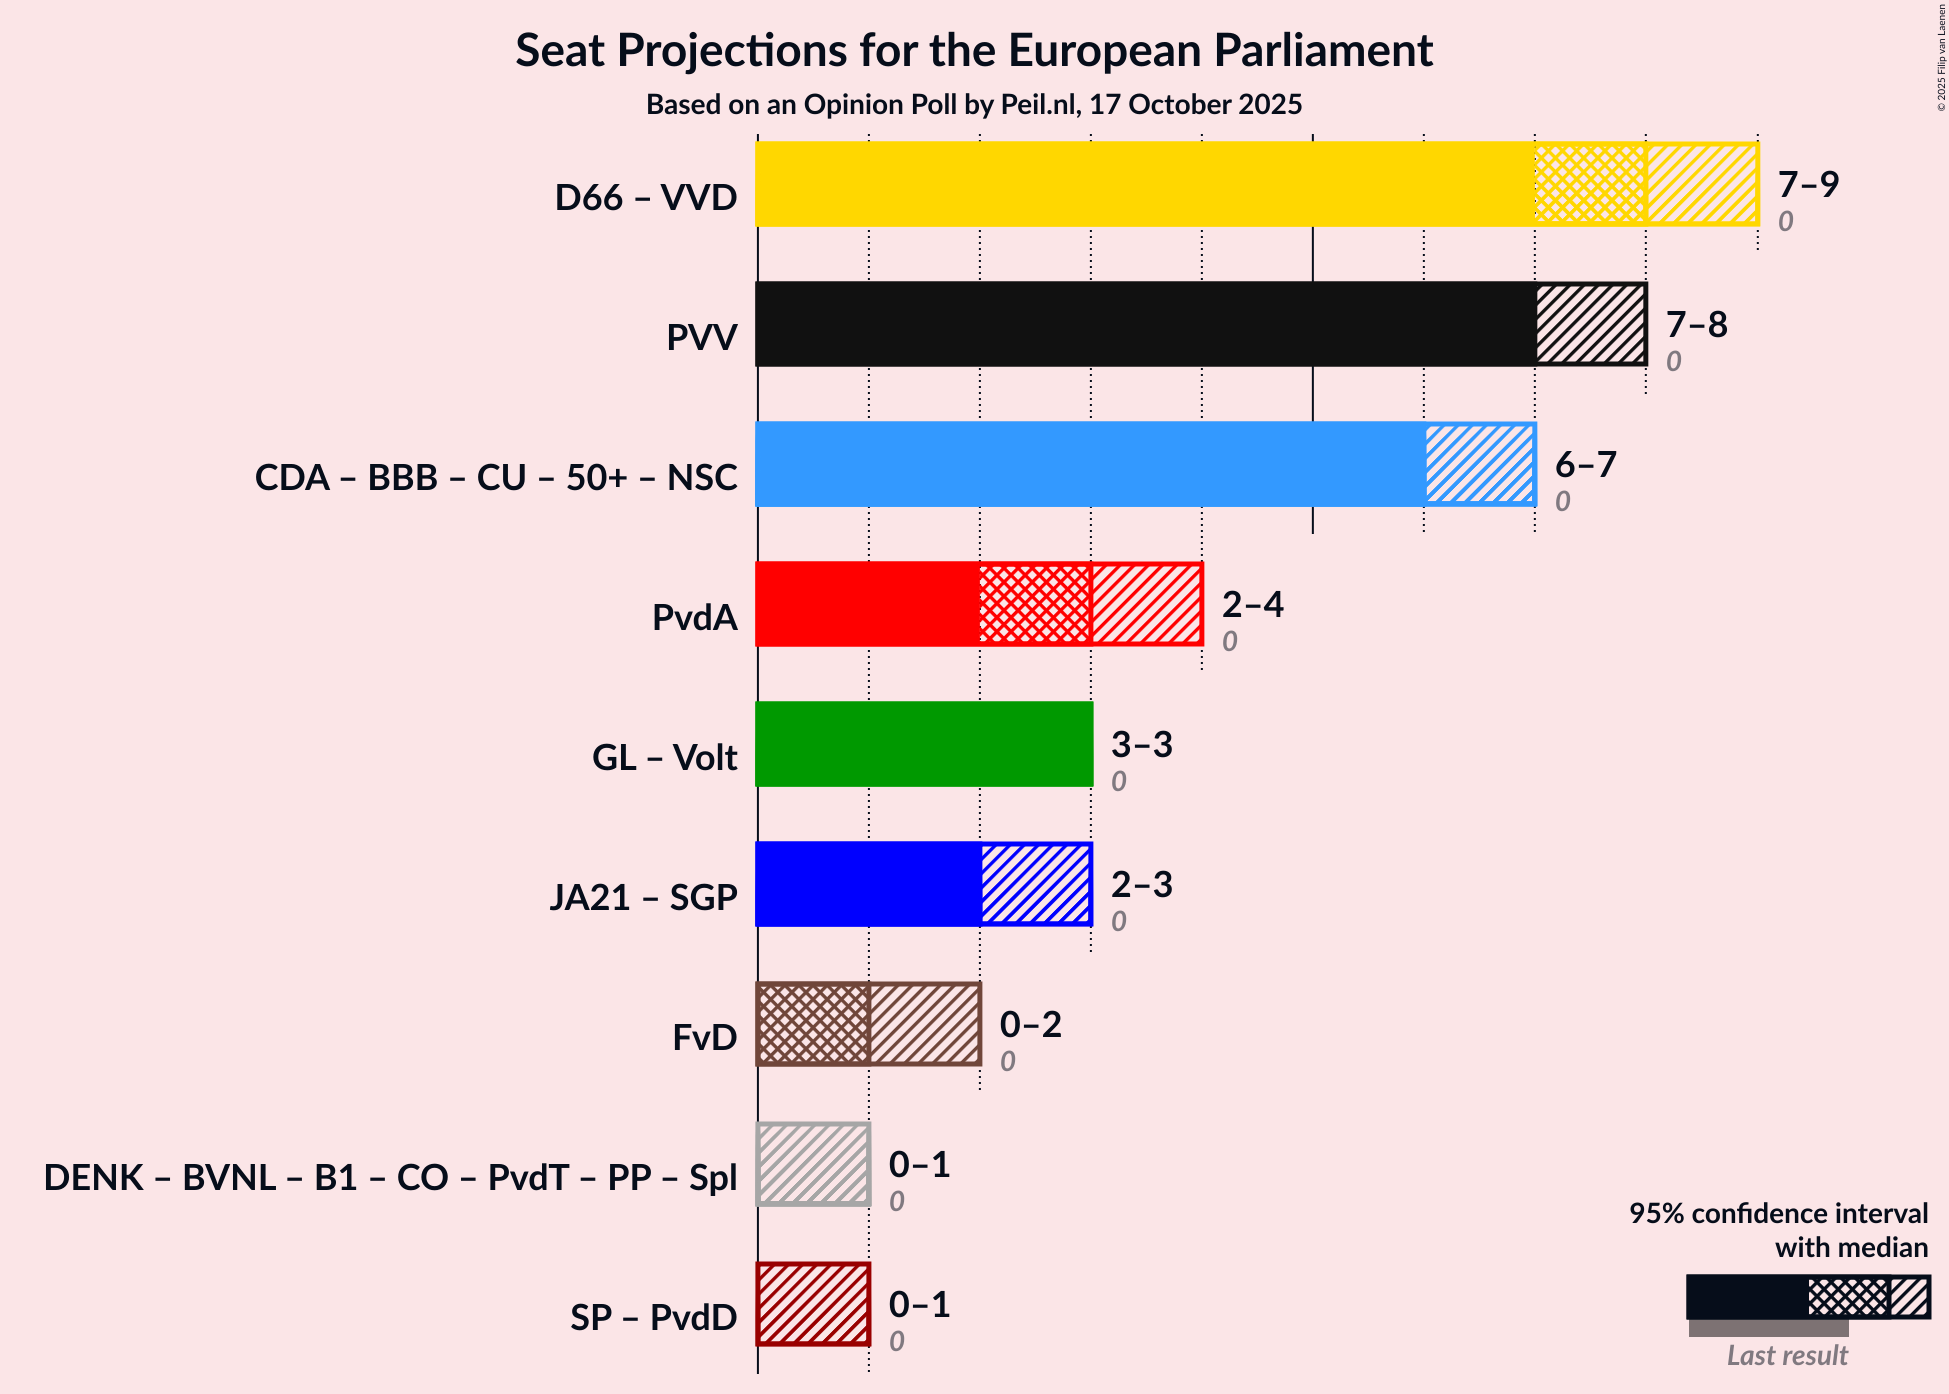 Seat Projections for the European Parliament
Based on an Opinion Poll by Peil.nl, 17 October 2025
© 2025 Filip van Laenen
D66 – VVD
7–9
0
PVV
7–8
0
CDA – BBB – CU – 50+ – NSC
6–7
0
PvdA
2–4
0
GL – Volt
3–3
0
JA21 – SGP
2–3
0
FvD
0–2
0
DENK – BVNL – B1 – CO – PvdT – PP – Spl
0–1
0
SP – PvdD
0–1
0
95% confidence interval
with median
Last result